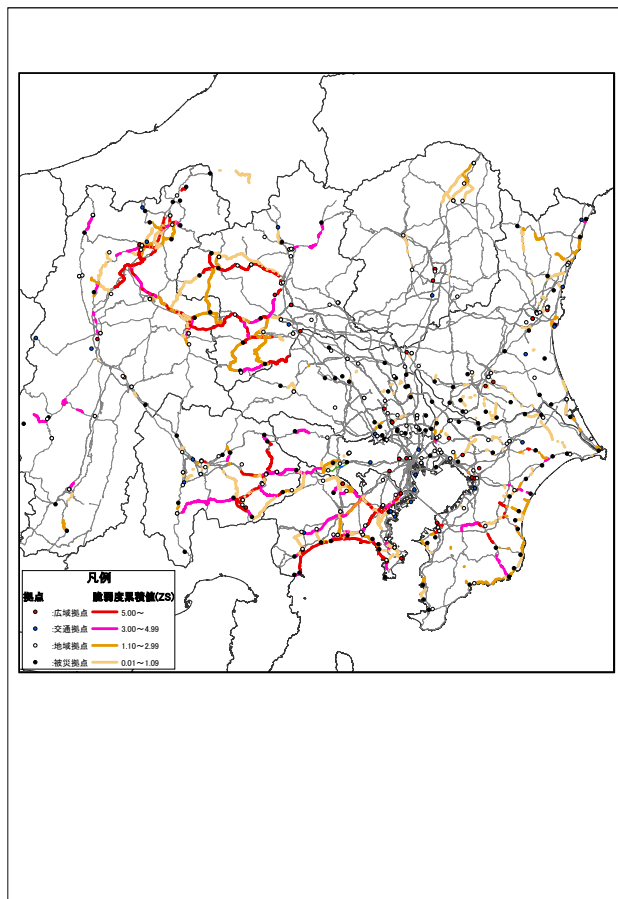 凡例
拠点 脆弱度累積値(ZS)
:広域拠点 5.00～
:交通拠点 3.00～4.99
:地域拠点 1.10～2.99
:被災拠点 0.01～1.09